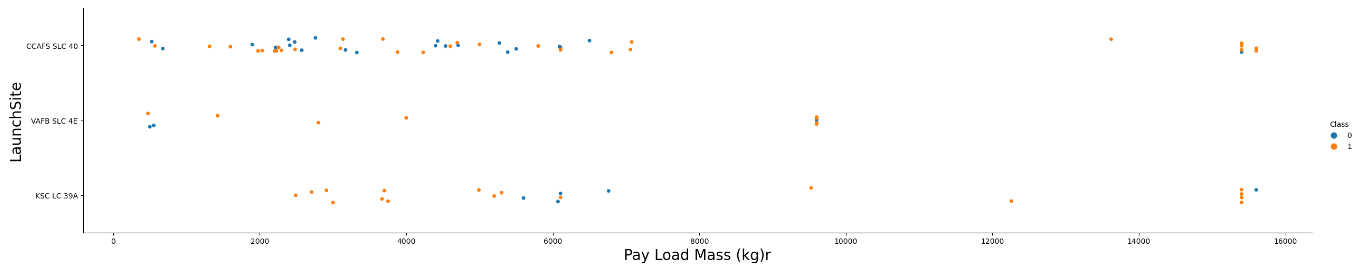 LaunchSite
CCAFS SLC 40
VAFB SLC 4E
KSC LC 39A
0 2000 4000 6000 8000 10000 12000 14000 16000
Pay Load Mass (kg)r
Class
0
1